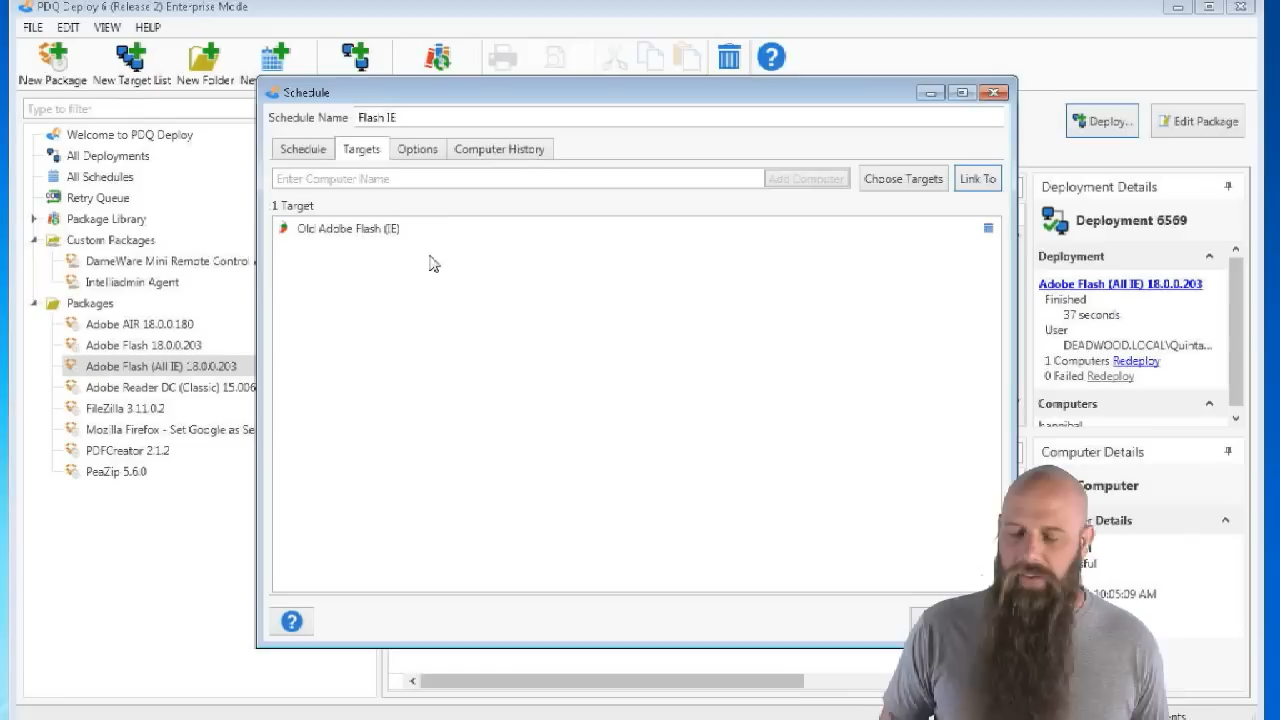 PDQ Deploy 6 (Release 2) Enterprise Mode
FILE EDIT VIEW HELP
New Package New Target List New Folder
Type to filter
Deploy...
Edit Package
Welcome to PDQ Deploy
All Deployments
All Schedules
Retry Queue
Package Library
Custom Packages
DameWare Mini Remote Control
Intelliadmin Agent
Packages
Adobe AIR 18.0.0.180
Adobe Flash 18.0.0.203
Adobe Flash (All IE) 18.0.0.203
Adobe Reader DC (Classic) 15.006
FileZilla 3.11.0.2
Mozilla Firefox - Set Google as Se
PDFCreator 2.1.2
PeaZip 5.6.0
Schedule
Schedule Name Flash IE
Schedule Targets Options Computer History
Enter Computer Name Add Computer Choose Targets Link To
1 Target
Old Adobe Flash (IE)
Deployment Details
Deployment 6569
Deployment
Adobe Flash (All IE) 18.0.0.203
Finished
37 seconds
User
DEADWOOD.LOCAL\Quinta...
1 Computers Redeploy
0 Failed Redeploy
Computers
hannibal
Computer Details
Computer
Details
10:05:09 AM